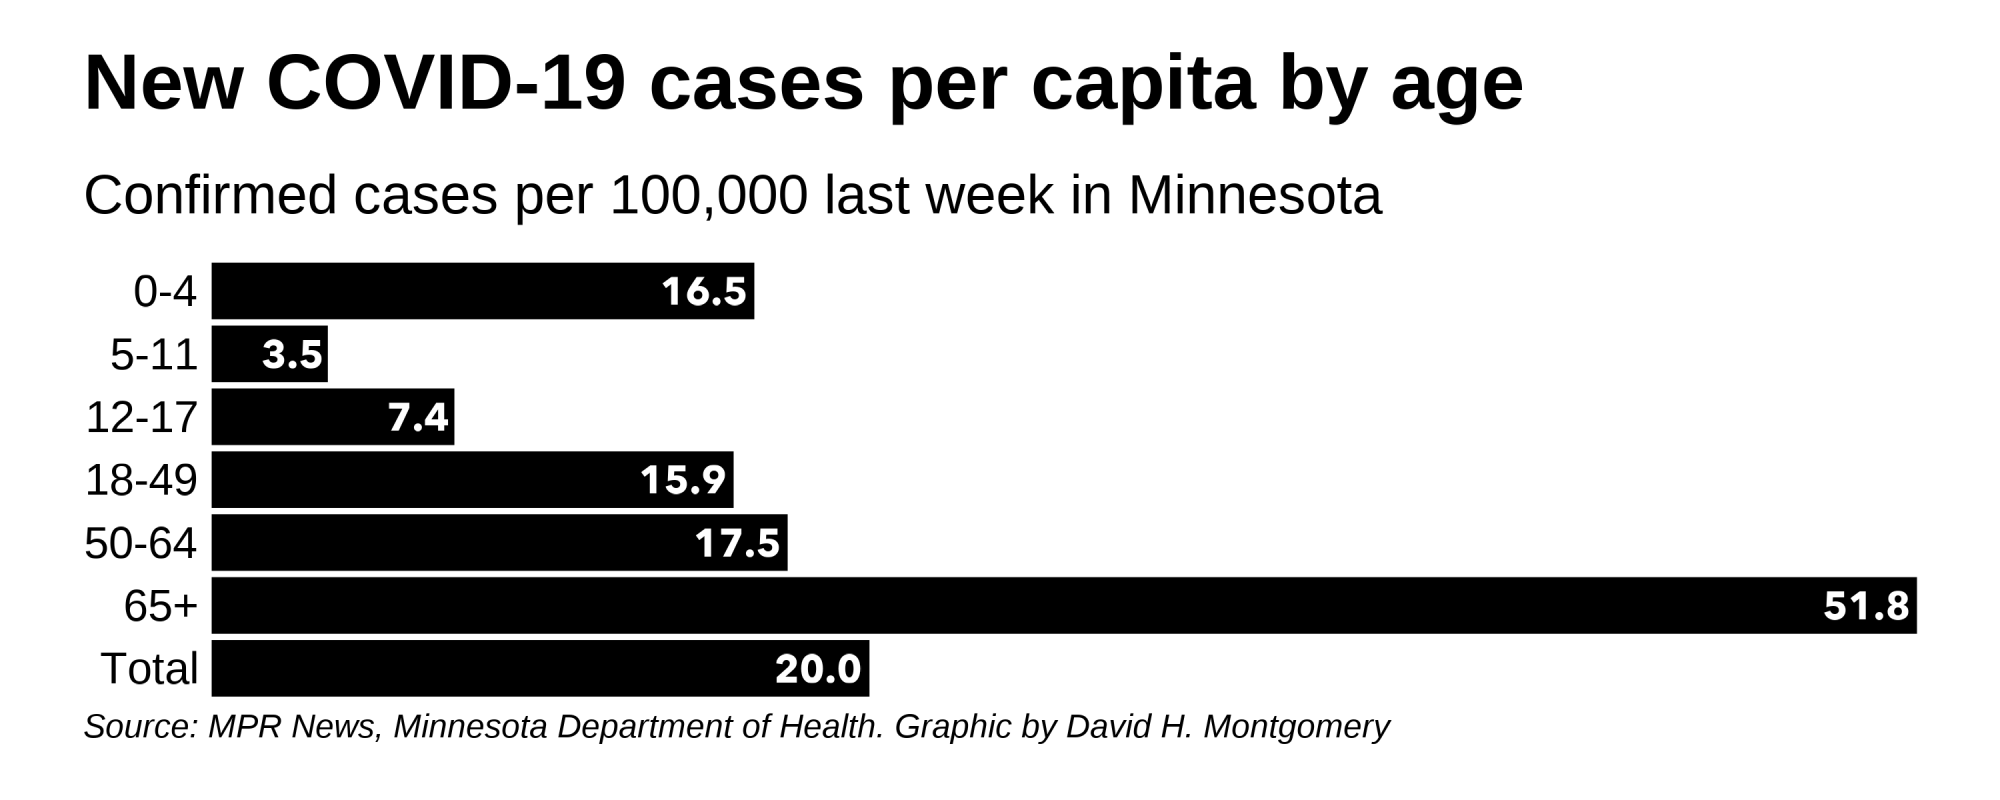 New COVID-19 cases per capita by age
Confirmed cases per 100,000 last week in Minnesota
0-4 16.5
5-11 3.5
12-17 7.4
18-49 15.9
50-64 17.5
65+ 51.8
Total 20.0
Source: MPR News, Minnesota Department of Health. Graphic by David H. Montgomery